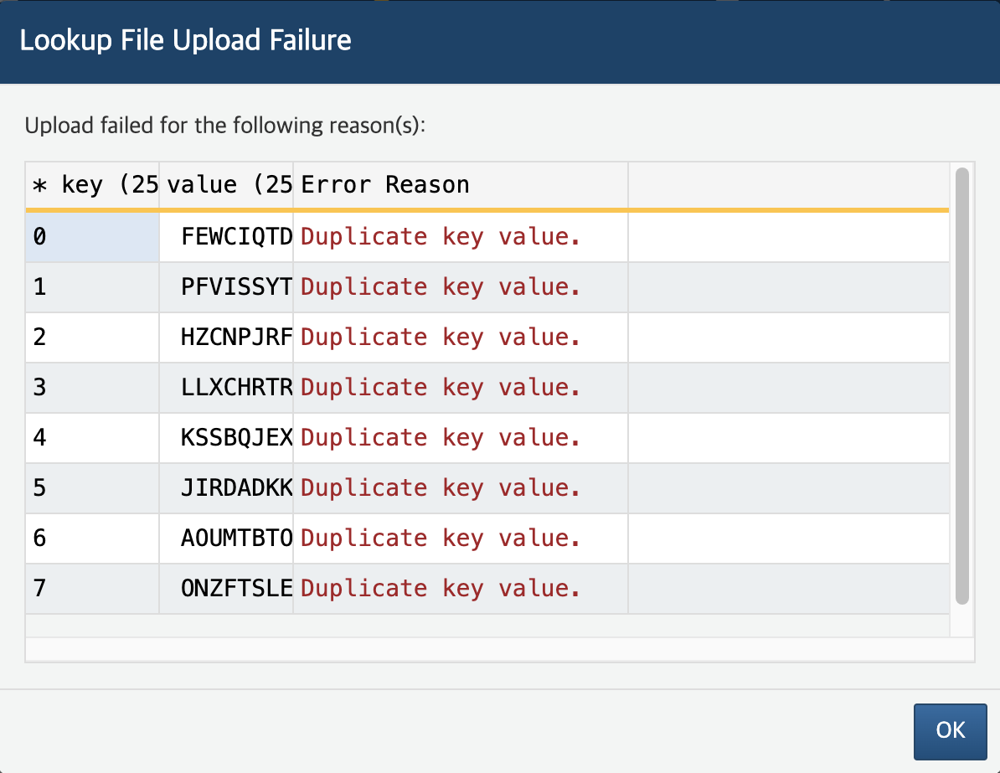 Lookup File Upload Failure
Upload failed for the following reason(s):
* key (25 value (25 Error Reason
0 FEWCIQTD Duplicate key value.
1 PFVISSYT Duplicate key value.
2 HZCNPJRF Duplicate key value.
3 LLXCHRTR Duplicate key value.
4 KSSBQJEX Duplicate key value.
5 JIRDADKK Duplicate key value.
6 AOUMTBTO Duplicate key value.
7 ONZFTSLE Duplicate key value.
OK